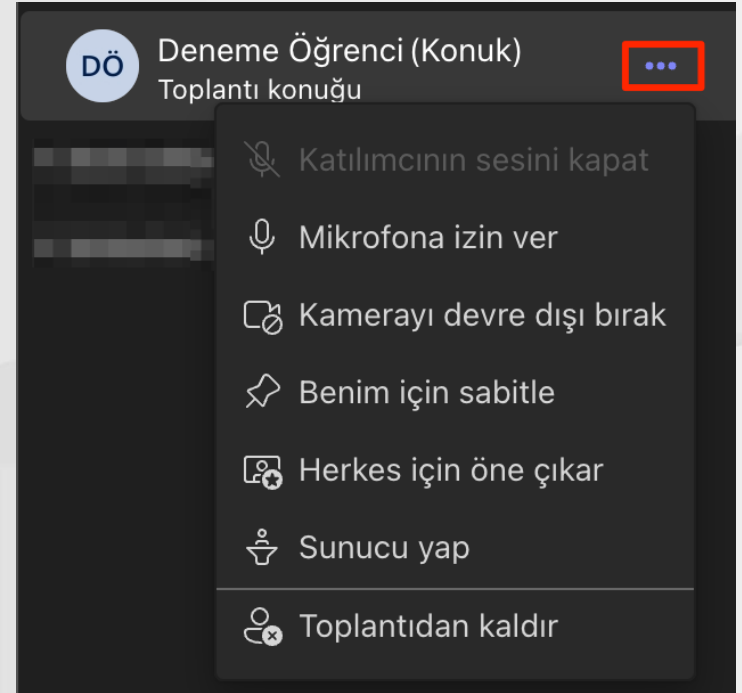 DÖ
Deneme Öğrenci (Konuk)
Toplantı konuğu
Katılımcının sesini kapat
Mikrofona izin ver
Kamerayı devre dışı bırak
Benim için sabitle
Herkes için öne çıkar
Sunucu yap
Toplantıdan kaldır